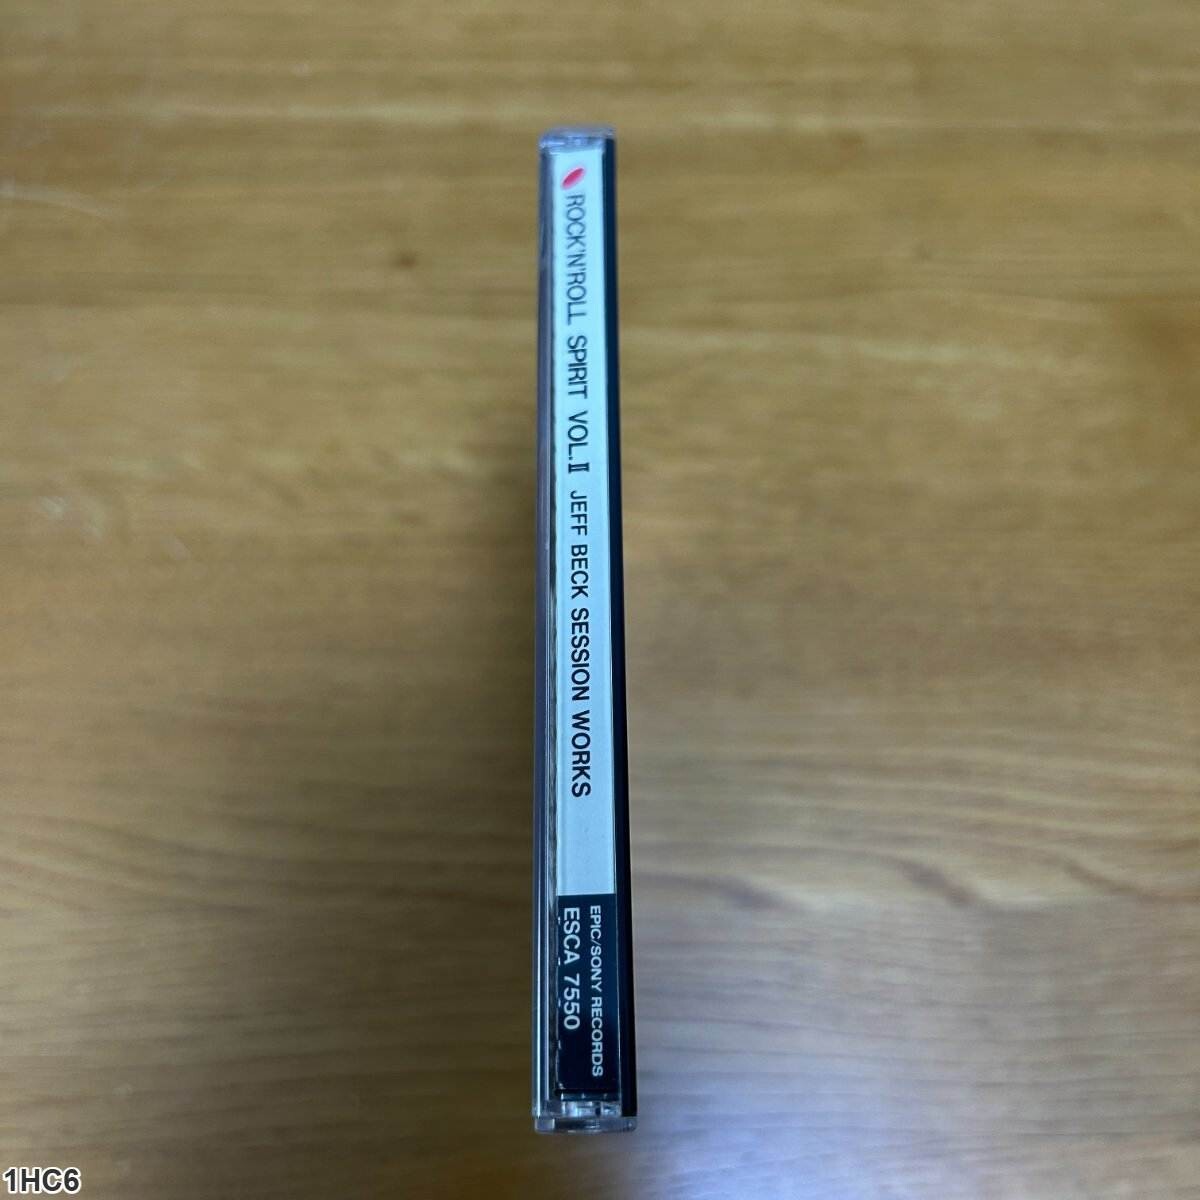 ROCK'N'ROLL SPIRIT VOL.II JEFF BECK SESSION WORKS
EPIC/SONY RECORDS
ESCA 7550
1HC6